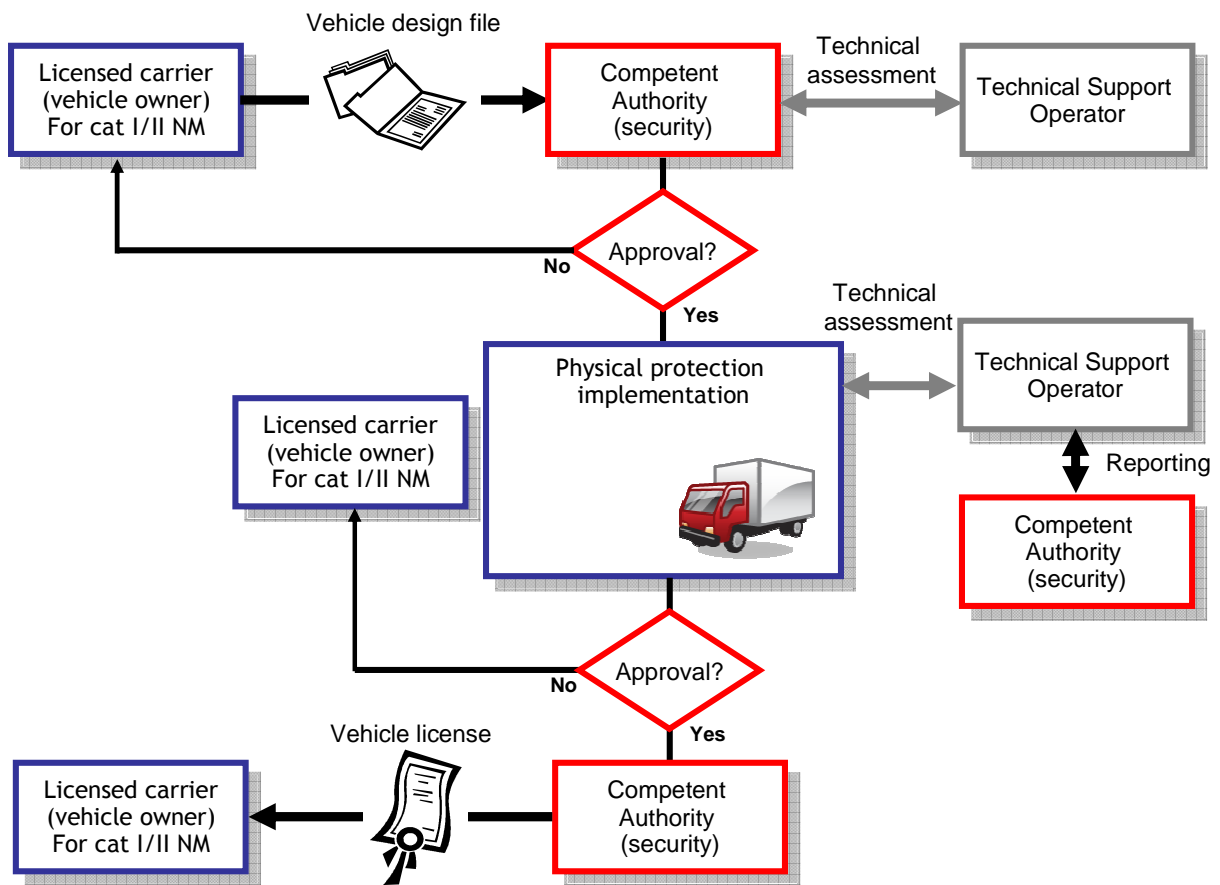 Vehicle design file
Licensed carrier
(vehicle owner)
For cat I/II NM
Competent
Authority
(security)
Technical
assessment
Technical Support
Operator
Approval?
No
Yes
Physical protection
implementation
Technical
assessment
Technical Support
Operator
Licensed carrier
(vehicle owner)
For cat I/II NM
Reporting
Competent
Authority
(security)
Approval?
No
Yes
Vehicle license
Licensed carrier
(vehicle owner)
For cat I/II NM
Competent
Authority
(security)